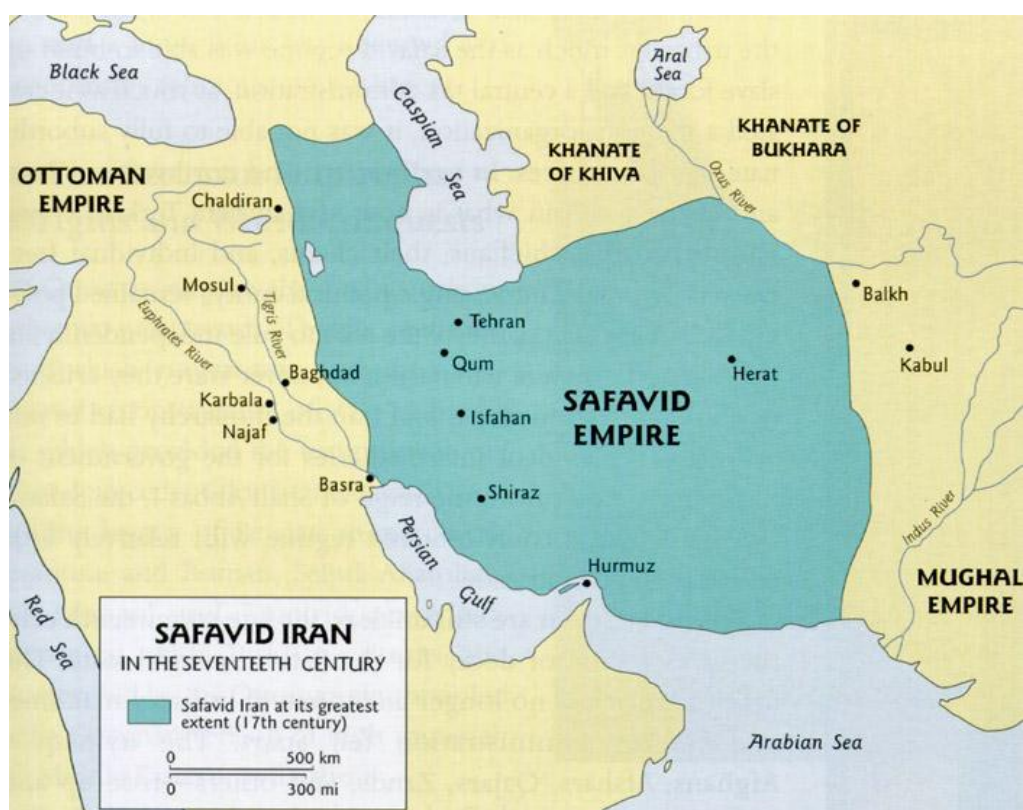 Black Sea
Aral
Sea
Caspian
Sea
KHANATE
OF KHIVA
KHANATE OF
BUKHARA
Oxus River
OTTOMAN
EMPIRE
Chaldiran
Mosul
Tigris River
Euphrates River
Baghdad
Karbala
Najaf
Basra
Tehran
Qum
Isfahan
Shiraz
SAFAVID
EMPIRE
Herat
Balkh
Kabul
Indus River
MUGHAL
EMPIRE
Hurmuz
Persian
Gulf
Red
Sea
Arabian Sea
SAFAVID IRAN
IN THE SEVENTEETH CENTURY
Safavid Iran at its greatest
extent (17th century)
0 500 km
0 300 mi